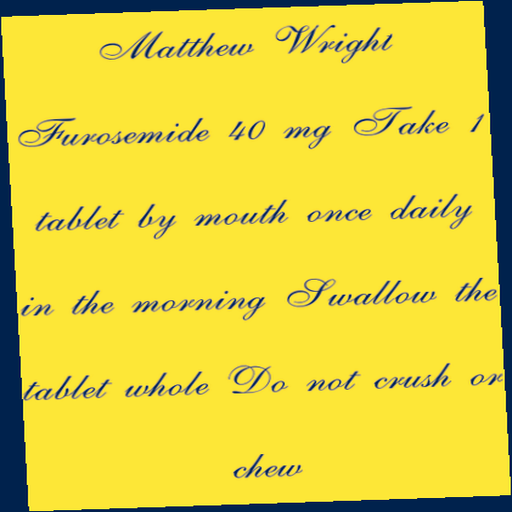 Matthew Wright
Furosemide 40 mg Take 1
tablet by mouth once daily
in the morning Swallow the
tablet whole Do not crush or
chew